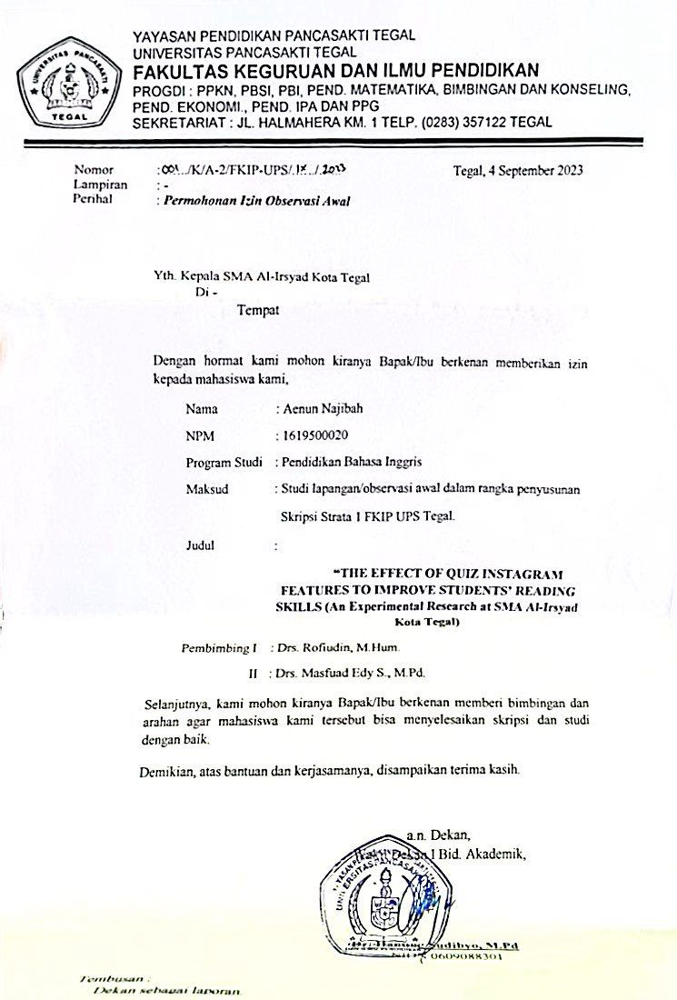 YAYASAN PENDIDIKAN PANCASAKTI TEGAL
UNIVERSITAS PANCASAKTI TEGAL
FAKULTAS KEGURUAN DAN ILMU PENDIDIKAN
PROGDI : PPKN, PBSI, PBI, PEND. MATEMATIKA, BIMBINGAN DAN KONSELING,
PEND. EKONOMI., PEND. IPA DAN PPG
SEKRETARIAT : JL. HALMAHERA KM. 1 TELP. (0283) 357122 TEGAL
UNIVERSITAS PANCASAKTI
TEGAL
Nomor : /K/A-2/FKIP-UPS/.IX../.2023
Tegal, 4 September 2023
Lampiran : -
Perihal : Permohonan Izin Observasi Awal
Yth. Kepala SMA Al-Irsyad Kota Tegal
Di -
Tempat
Dengan hormat kami mohon kiranya Bapak/Ibu berkenan memberikan izin
kepada mahasiswa kami,
Nama : Aenun Najibah
NPM : 1619500020
Program Studi : Pendidikan Bahasa Inggris
Maksud : Studi lapangan/observasi awal dalam rangka penyusunan
Skripsi Strata 1 FKIP UPS Tegal.
Judul :
"THE EFFECT OF QUIZ INSTAGRAM
FEATURES TO IMPROVE STUDENTS' READING
SKILLS (An Experimental Research at SMA Al-Irsyad
Kota Tegal)
Pembimbing I : Drs. Rofiudin, M.Hum.
II : Drs. Masfuad Edy S., M.Pd.
Selanjutnya, kami mohon kiranya Bapak/Ibu berkenan memberi bimbingan dan
arahan agar mahasiswa kami tersebut bisa menyelesaikan skripsi dan studi
dengan baik.
Demikian, atas bantuan dan kerjasamanya, disampaikan terima kasih.
a.n. Dekan,
Dekan I Bid. Akademik,
UNIVERSITAS PANCASAKTI
Sudibyo, M.Pd
0609088301
Tembusan :
Dekan sebagai laporan.